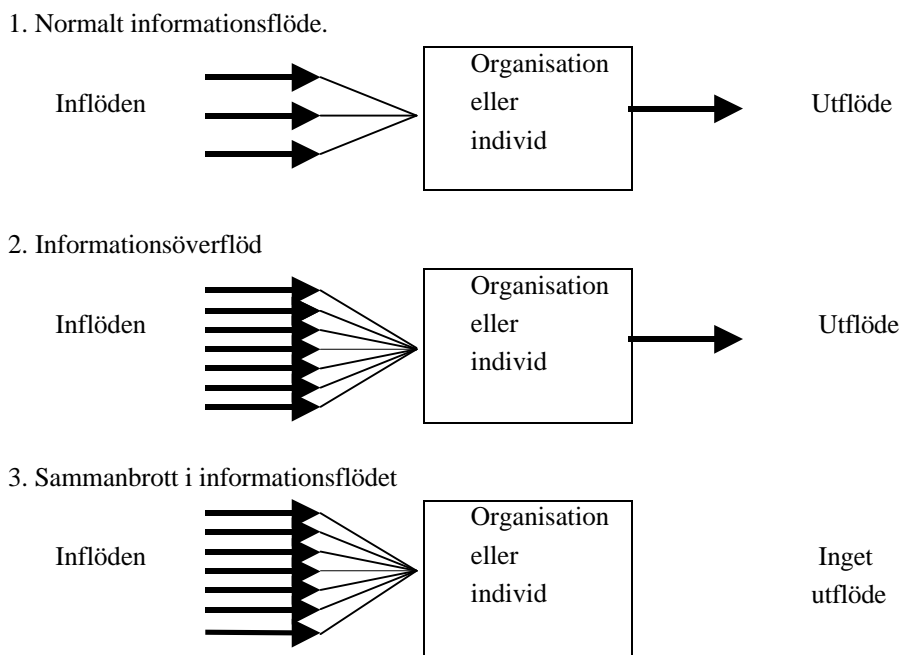 1. Normalt informationsflöde.
Inflöden
Organisation
eller
individ
Utflöde
2. Informationsöverflöd
Inflöden
Organisation
eller
individ
Utflöde
3. Sammanbrott i informationsflödet
Inflöden
Organisation
eller
individ
Inget
utflöde